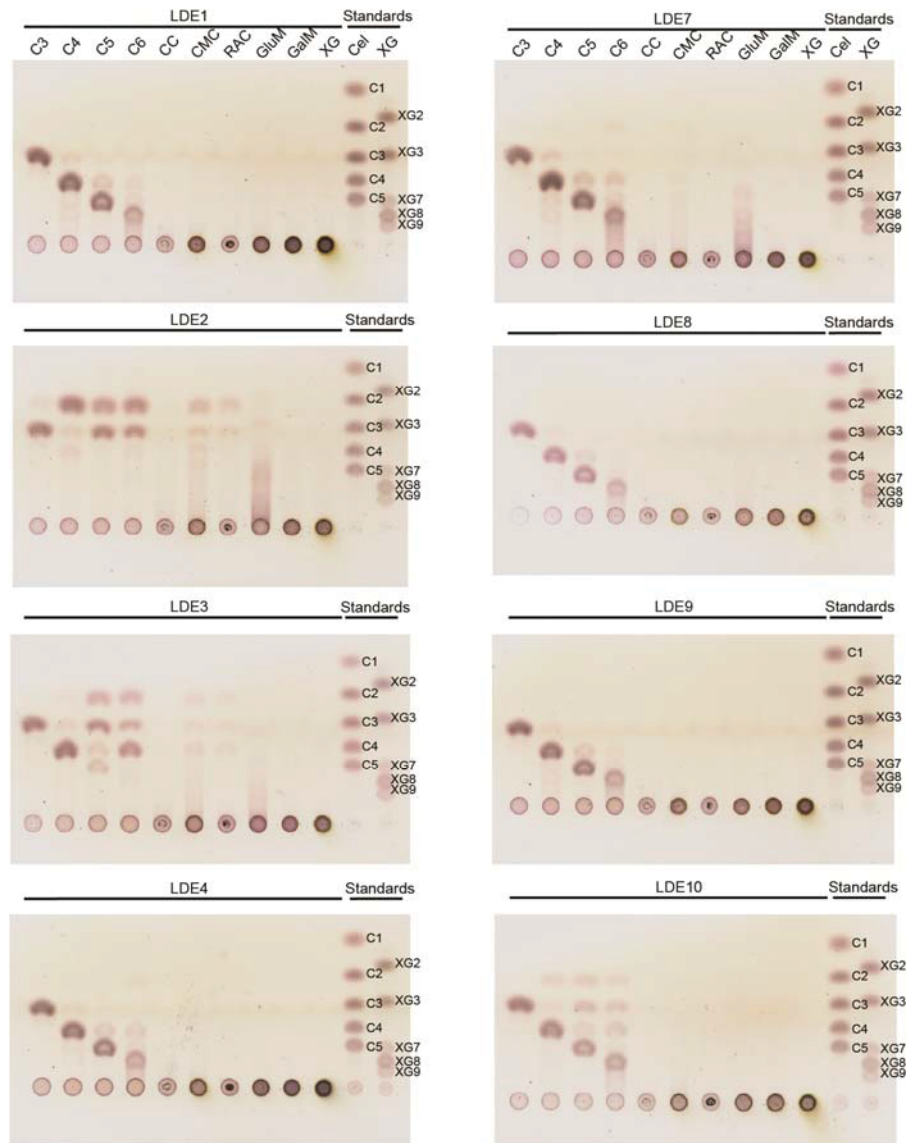 LDE1 Standards
C3 C4 C5 C6 CC CMC RAC GluM GalM XG Cel XG
C1
XG2
C2
C3 XG3
C4
C5 XG7
XG8
XG9
LDE7 Standards
C3 C4 C5 C6 CC CMC RAC GluM GalM XG Cel XG
C1
XG2
C2
C3 XG3
C4
C5 XG7
XG8
XG9
LDE2 Standards
C1
XG2
C2
C3 XG3
C4
C5 XG7
XG8
XG9
LDE8 Standards
C1
XG2
C2
C3 XG3
C4
C5 XG7
XG8
XG9
LDE3 Standards
C1
XG2
C2
C3 XG3
C4
C5 XG7
XG8
XG9
LDE9 Standards
C1
XG2
C2
C3 XG3
C4
C5 XG7
XG8
XG9
LDE4 Standards
C1
XG2
C2
C3 XG3
C4
C5 XG7
XG8
XG9
LDE10 Standards
C1
XG2
C2
C3 XG3
C4
C5 XG7
XG8
XG9